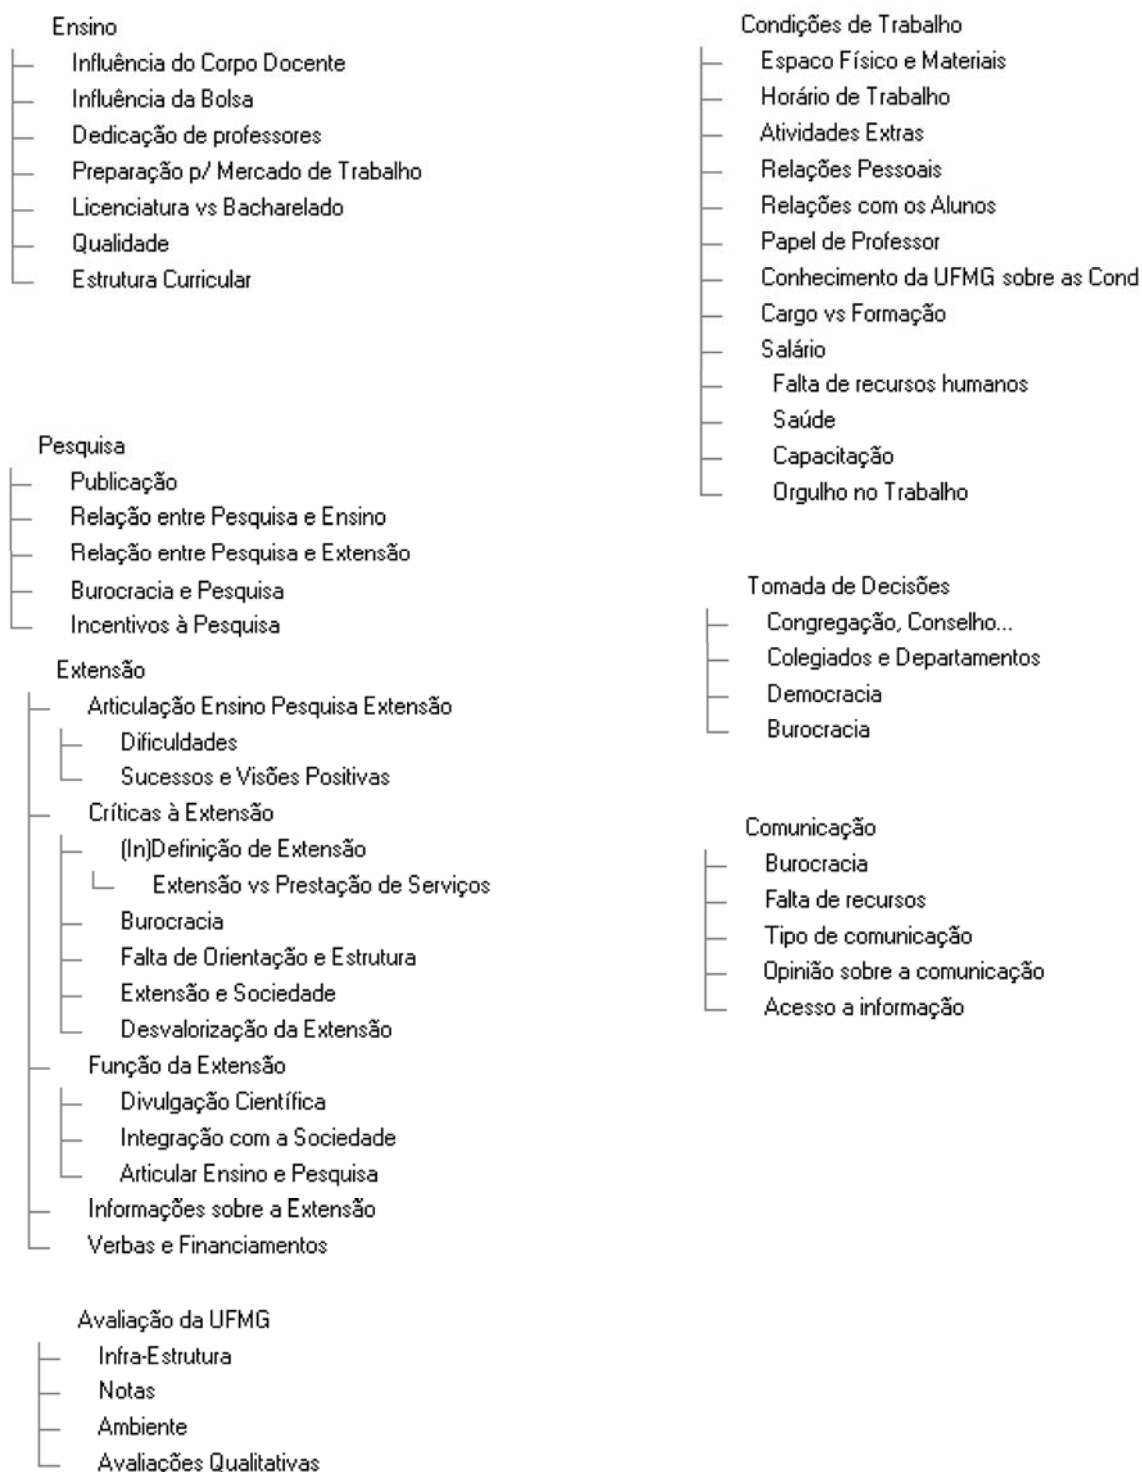 Ensino
Influência do Corpo Docente
Influência da Bolsa
Dedicação de professores
Preparação p/ Mercado de Trabalho
Licenciatura vs Bacharelado
Qualidade
Estrutura Curricular
Pesquisa
Publicação
Relação entre Pesquisa e Ensino
Relação entre Pesquisa e Extensão
Burocracia e Pesquisa
Incentivos à Pesquisa
Extensão
Articulação Ensino Pesquisa Extensão
Dificuldades
Sucessos e Visões Positivas
Críticas à Extensão
(In)Definição de Extensão
Extensão vs Prestação de Serviços
Burocracia
Falta de Orientação e Estrutura
Extensão e Sociedade
Desvalorização da Extensão
Função da Extensão
Divulgação Científica
Integração com a Sociedade
Articular Ensino e Pesquisa
Informações sobre a Extensão
Verbas e Financiamentos
Avaliação da UFMG
Infra-Estrutura
Notas
Ambiente
Avaliações Qualitativas
Condições de Trabalho
Espaco Físico e Materiais
Horário de Trabalho
Atividades Extras
Relações Pessoais
Relações com os Alunos
Papel de Professor
Conhecimento da UFMG sobre as Cond
Cargo vs Formação
Salário
Falta de recursos humanos
Saúde
Capacitação
Orgulho no Trabalho
Tomada de Decisões
Congregação, Conselho...
Colegiados e Departamentos
Democracia
Burocracia
Comunicação
Burocracia
Falta de recursos
Tipo de comunicação
Opinião sobre a comunicação
Acesso a informação